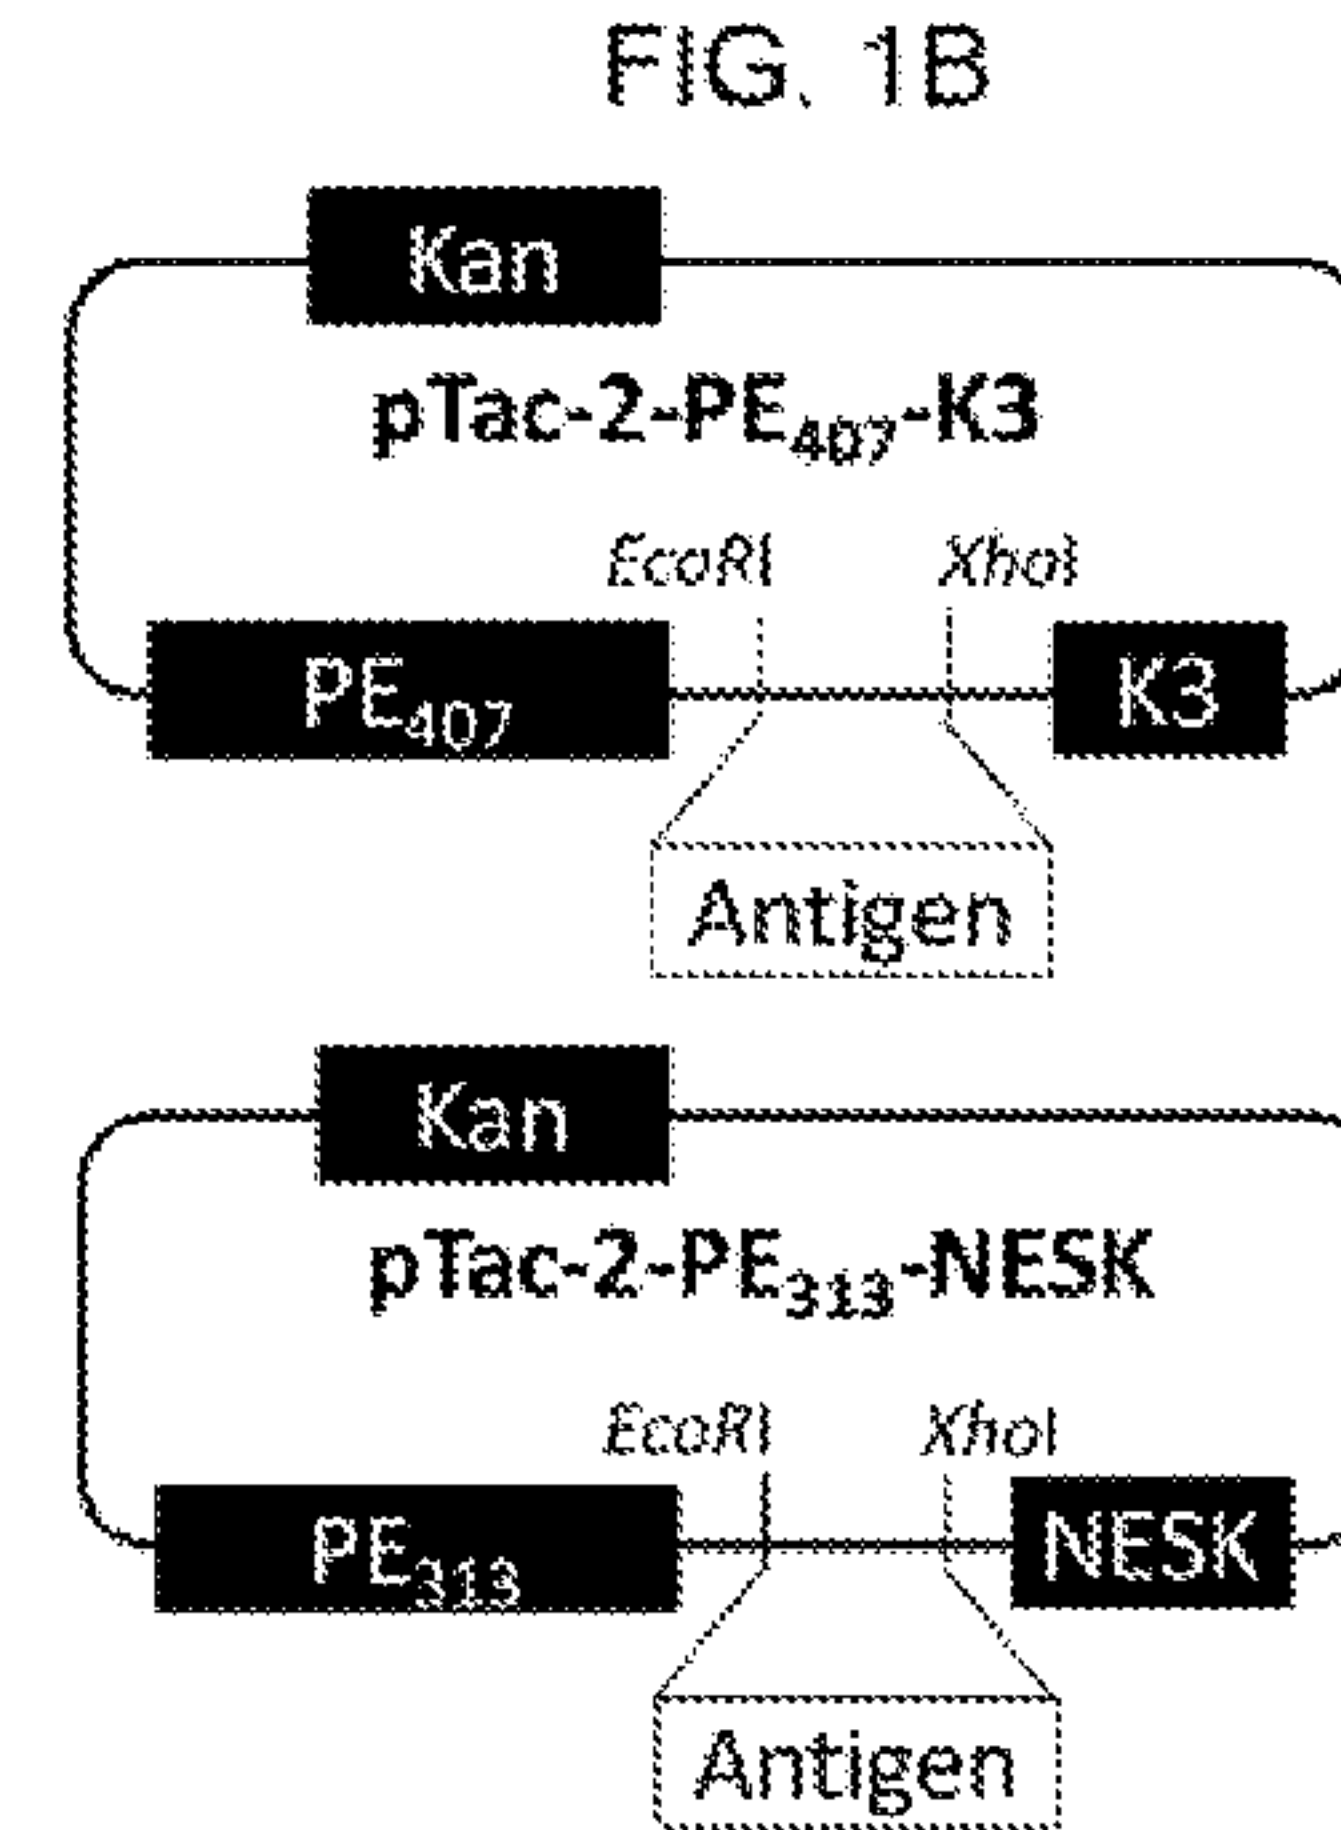 FIG. 1B
Kan
pTac-2-PE407-K3
EcoRI XhoI
PE407 K3
Antigen
Kan
pTac-2-PE313-NESK
EcoRI XhoI
PE313 NESK
Antigen